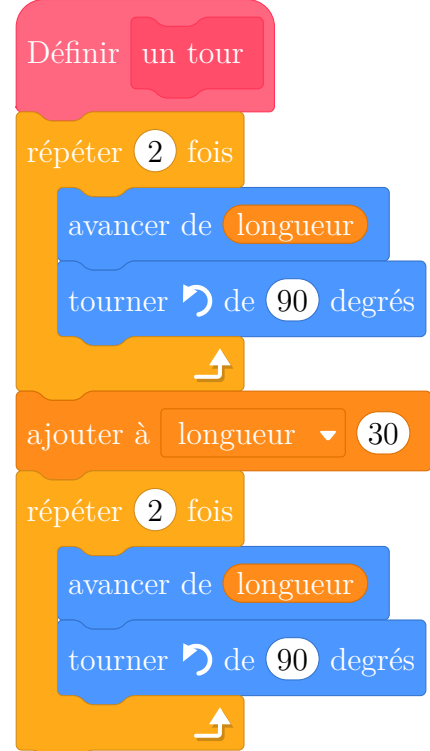 Définir un tour
répéter 2 fois
avancer de longueur
tourner de 90 degrés
ajouter à longueur 30
répéter 2 fois
avancer de longueur
tourner de 90 degrés